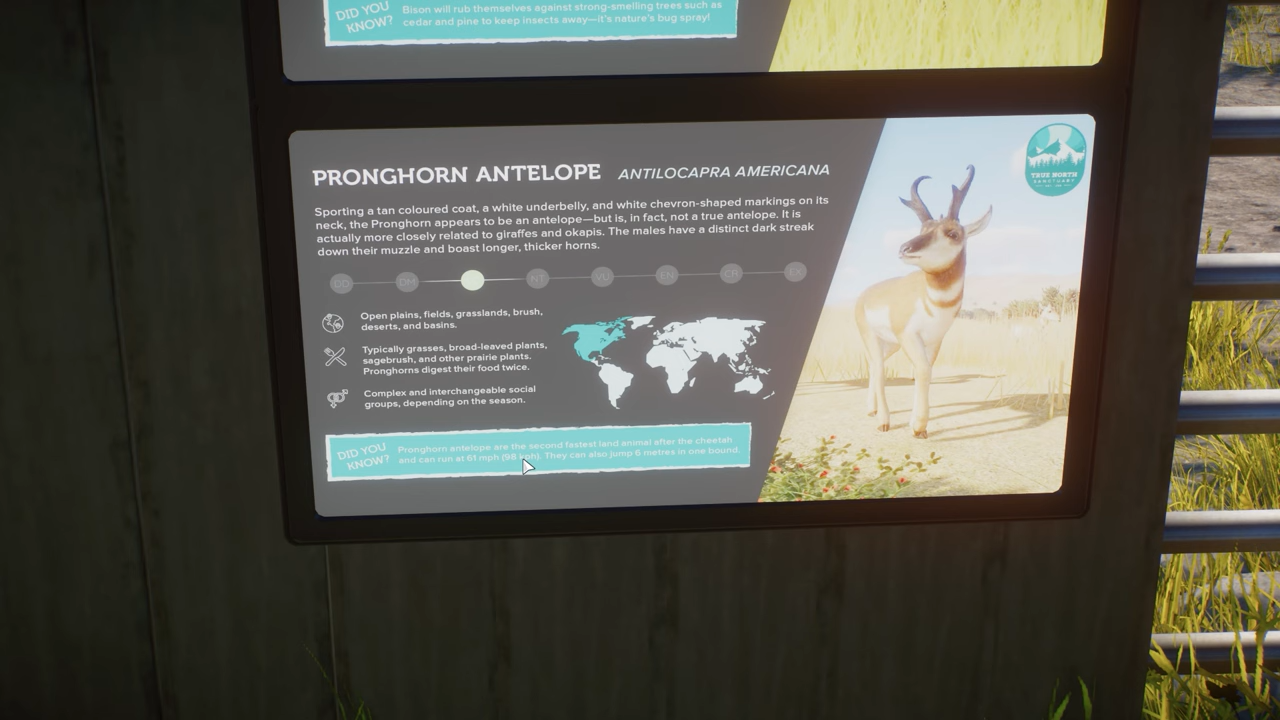 DID YOU
KNOW?
Bison will rub themselves against strong-smelling trees such as
cedar and pine to keep insects away—it's nature's bug spray!
PRONGHORN ANTELOPE ANTILOCAPRA AMERICANA
TRUE NORTH
SANCTUARY
Sporting a tan coloured coat, a white underbelly, and white chevron-shaped markings on its
neck, the Pronghorn appears to be an antelope—but is, in fact, not a true antelope. It is
actually more closely related to giraffes and okapis. The males have a distinct dark streak
down their muzzle and boast longer, thicker horns.
DD DM NT VU EN CR EX
Open plains, fields, grasslands, brush,
deserts, and basins.
Typically grasses, broad-leaved plants,
sagebrush, and other prairie plants.
Pronghorns digest their food twice.
Complex and interchangeable social
groups, depending on the season.
DID YOU
KNOW?
Pronghorn antelope are the second fastest land animal after the cheetah
and can run at 61 mph (98 kph). They can also jump 6 metres in one bound.